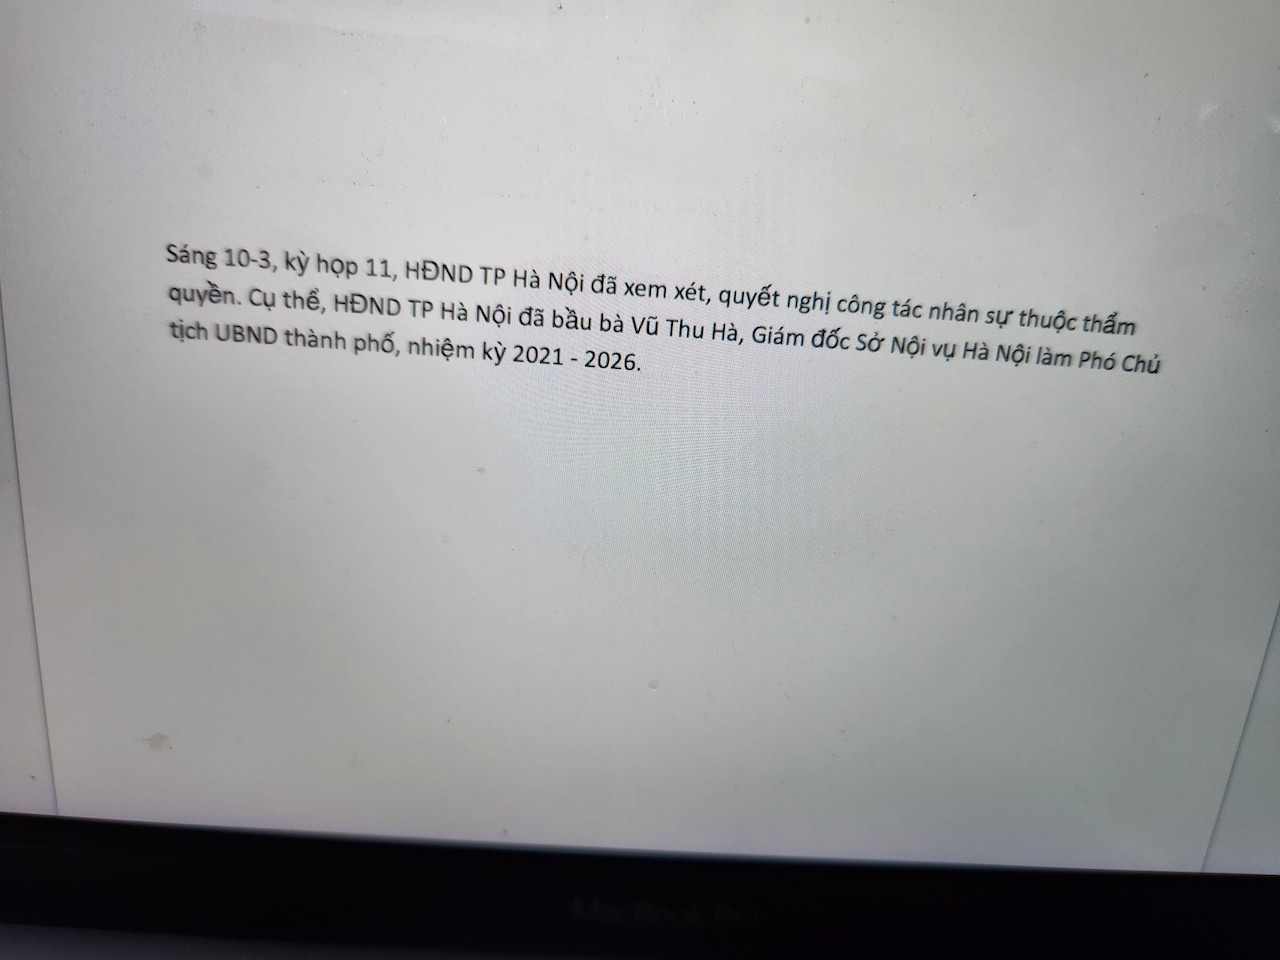 Sáng 10-3, kỳ họp 11, HĐND TP Hà Nội đã xem xét, quyết nghị công tác nhân sự thuộc thẩm
quyền. Cụ thể, HĐND TP Hà Nội đã bầu bà Vũ Thu Hà, Giám đốc Sở Nội vụ Hà Nội làm Phó Chủ
tịch UBND thành phố, nhiệm kỳ 2021 - 2026.
MacBook Pro